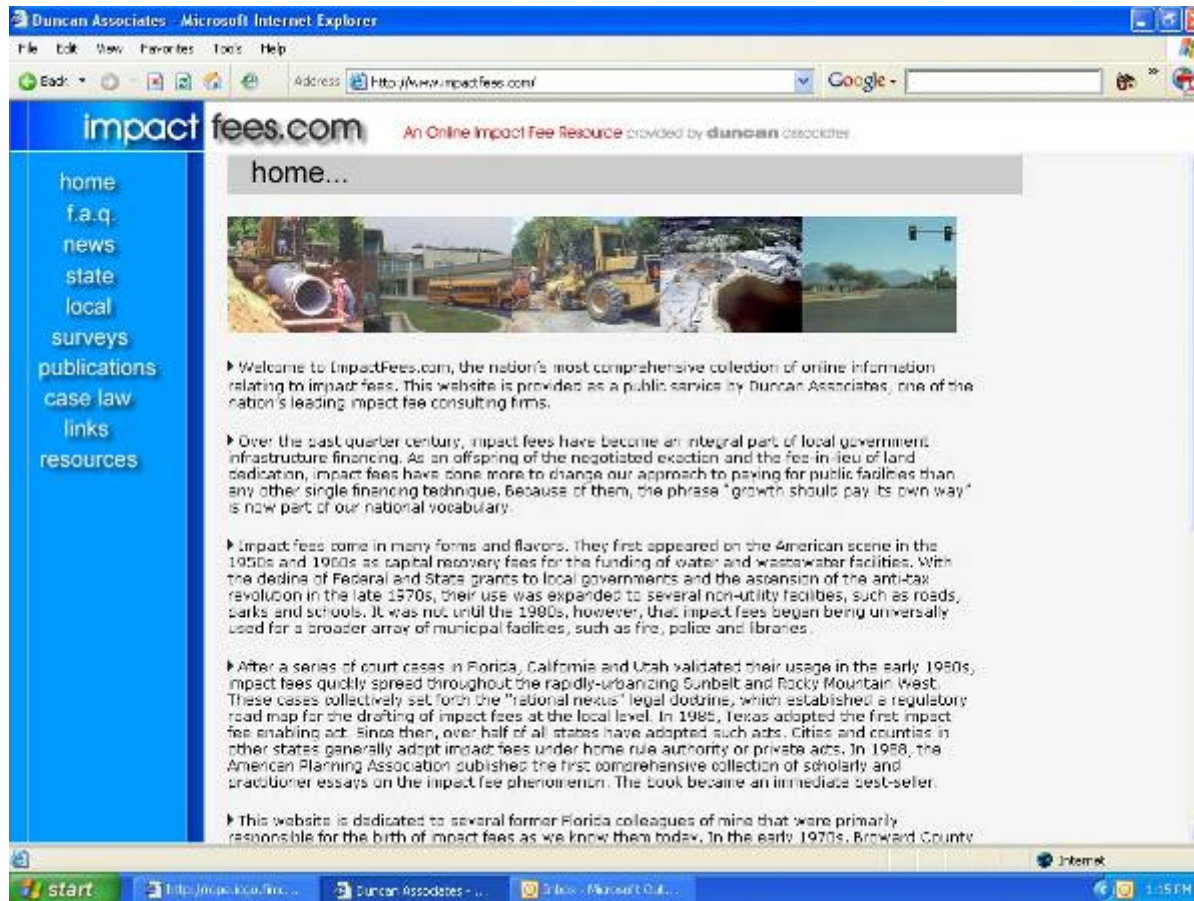 Duncan Associates - Microsoft Internet Explorer
File Edit View Favorites Tools Help
Back Address http://www.impactfees.com/ Google
impact fees.com An Online Impact Fee Resource provided by duncan associates
home...
home
f.a.q.
news
state
local
surveys
publications
case law
links
resources
Welcome to ImpactFees.com, the nation's most comprehensive collection of online information
relating to impact fees. This website is provided as a public service by Duncan Associates, one of the
nation's leading impact fee consulting firms.
Over the past quarter century, impact fees have become an integral part of local government
infrastructure financing. As an offspring of the negotiated exaction and the fee-in-lieu of land
dedication, impact fees have done more to change our approach to paying for public facilities than
any other single financing technique. Because of them, the phrase "growth should pay its own way"
is now part of our national vocabulary.
Impact fees come in many forms and flavors. They first appeared on the American scene in the
1950s and 1960s as capital recovery fees for the funding of water and wastewater facilities. With
the decline of Federal and State grants to local governments and the ascension of the anti-tax
revolution in the late 1970s, their use was expanded to several non-utility facilities, such as roads,
parks and schools. It was not until the 1980s, however, that impact fees began being universally
used for a broader array of municipal facilities, such as fire, police and libraries.
After a series of court cases in Florida, California and Utah validated their usage in the early 1980s,
impact fees quickly spread throughout the rapidly-urbanizing Sunbelt and Rocky Mountain West.
These cases collectively set forth the "rational nexus" legal doctrine, which established a regulatory
road map for the drafting of impact fees at the local level. In 1986, Texas adopted the first impact
fee enabling act. Since then, over half of all states have adopted such acts. Cities and counties in
other states generally adopt impact fees under home rule authority or private acts. In 1988, the
American Planning Association published the first comprehensive collection of scholarly and
practitioner essays on the impact fee phenomenon. The book became an immediate best-seller.
This website is dedicated to several former Florida colleagues of mine that were primarily
responsible for the birth of impact fees as we know them today. In the early 1970s, Broward County
Internet
start Duncan Associates - ... Inbox - Microsoft Out... 1:15 PM